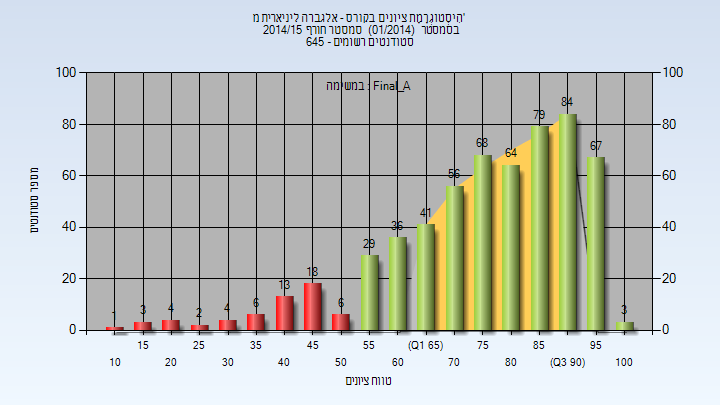 היסטוגרמת ציונים בקורס - אלגברה ליניארית מ'
בסמסטר (01/2014) סמסטר חורף 2014/15
סטודנטים רשומים - 645
במשימה : Final_A
מספר סטודנטים
100 100
80 80
60 60
40 40
20 20
0 0
1 3 4 2 4 6 13 18 6 29 36 41 56 68 64 79 84 67 3
15 25 35 45 55 (Q1 65) 75 85 95
10 20 30 40 50 60 70 80 (Q3 90) 100
טווח ציונים